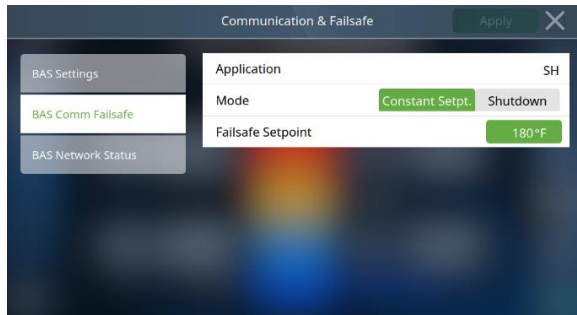 Communication & Failsafe
Apply
BAS Settings
BAS Comm Failsafe
BAS Network Status
Application SH
Mode Constant Setpt. Shutdown
Failsafe Setpoint 180°F